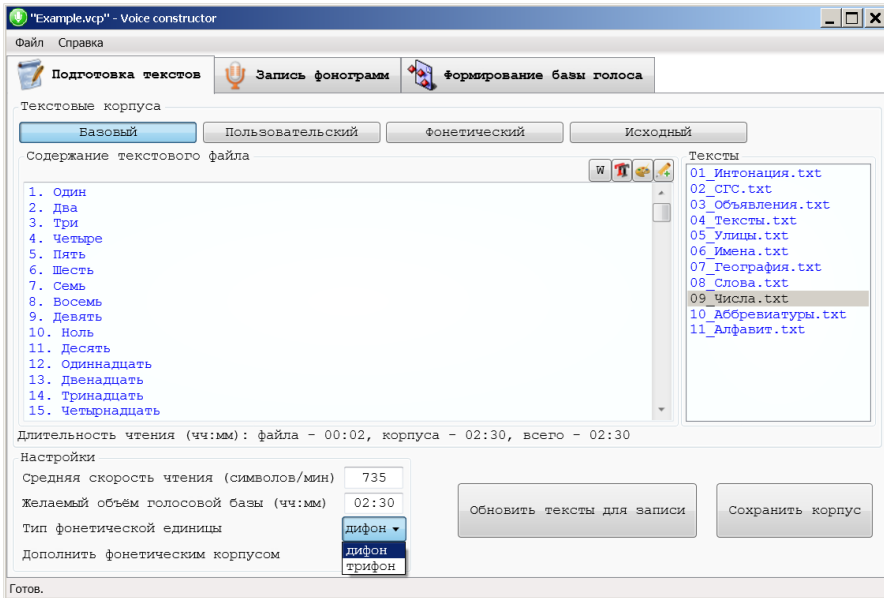 "Example.vcp" - Voice constructor
Файл Справка
Подготовка текстов Запись фонограмм Формирование базы голоса
Текстовые корпуса
Базовый Пользовательский Фонетический Исходный
Содержание текстового файла
W
1. Один
2. Два
3. Три
4. Четыре
5. Пять
6. Шесть
7. Семь
8. Восемь
9. Девять
10. Ноль
11. Десять
12. Одиннадцать
13. Двенадцать
14. Тринадцать
15. Четырнадцать
Тексты
01_Интонация.txt
02_СГС.txt
03_Объявления.txt
04_Тексты.txt
05_Улицы.txt
06_Имена.txt
07_География.txt
08_Слова.txt
09_Числа.txt
10_Аббревиатуры.txt
11_Алфавит.txt
Длительность чтения (чч:мм): файла - 00:02, корпуса - 02:30, всего - 02:30
Настройки
Средняя скорость чтения (символов/мин) 735
Желаемый объём голосовой базы (чч:мм) 02:30
Тип фонетической единицы дифон
Дополнить фонетическим корпусом
дифон
трифон
Обновить тексты для записи
Сохранить корпус
Готов.